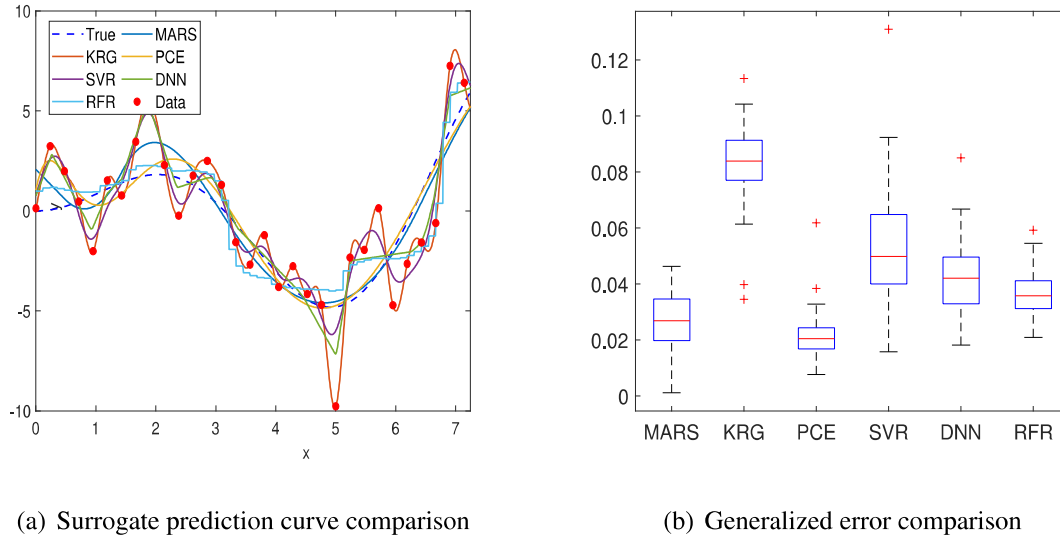 10
5
0
-5
-10
0
1
2
3
4
5
6
7
x
>
True
MARS
KRG
PCE
SVR
DNN
RFR
Data
(a) Surrogate prediction curve comparison
0.12
0.1
0.08
0.06
0.04
0.02
0
MARS
KRG
PCE
SVR
DNN
RFR
(b) Generalized error comparison